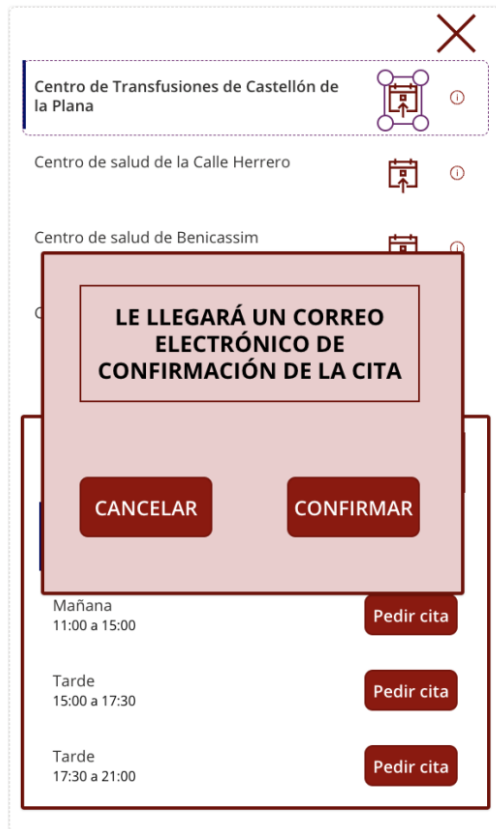 Centro de Transfusiones de Castellón de
la Plana
Centro de salud de la Calle Herrero
Centro de salud de Benicassim
LE LLEGARÁ UN CORREO
ELECTRÓNICO DE
CONFIRMACIÓN DE LA CITA
CANCELAR
CONFIRMAR
Mañana
11:00 a 15:00
Pedir cita
Tarde
15:00 a 17:30
Pedir cita
Tarde
17:30 a 21:00
Pedir cita